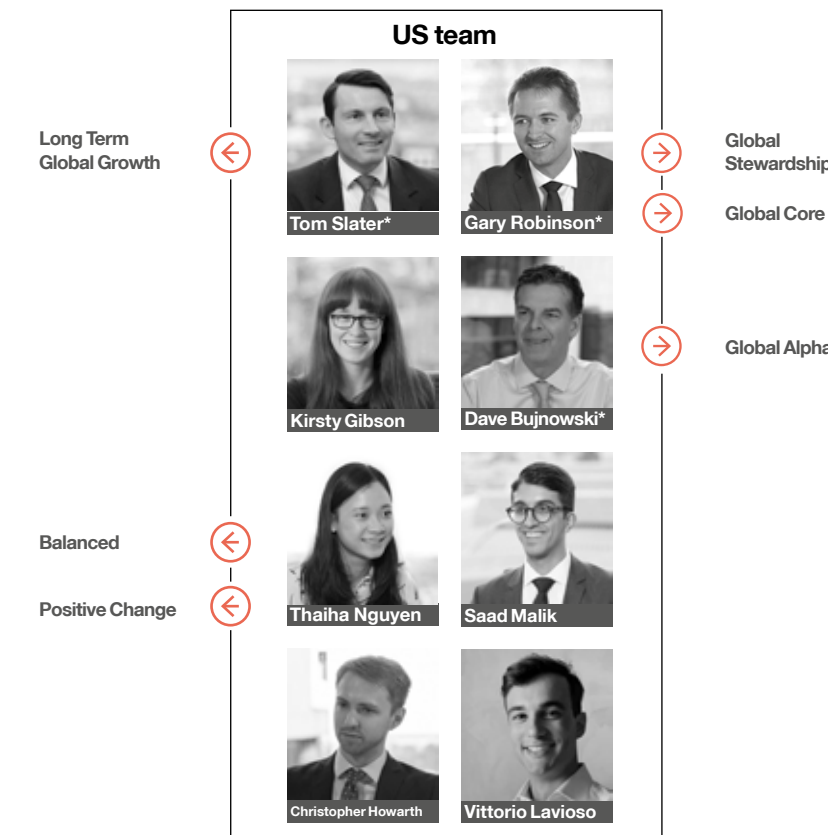 US team
Long Term
Global Growth
Tom Slater*
Gary Robinson*
Global
Stewardship
Global Core
Kirsty Gibson
Dave Bujnowski*
Global Alpha
Balanced
Positive Change
Thaiha Nguyen
Saad Malik
Christopher Howarth
Vittorio Lavioso